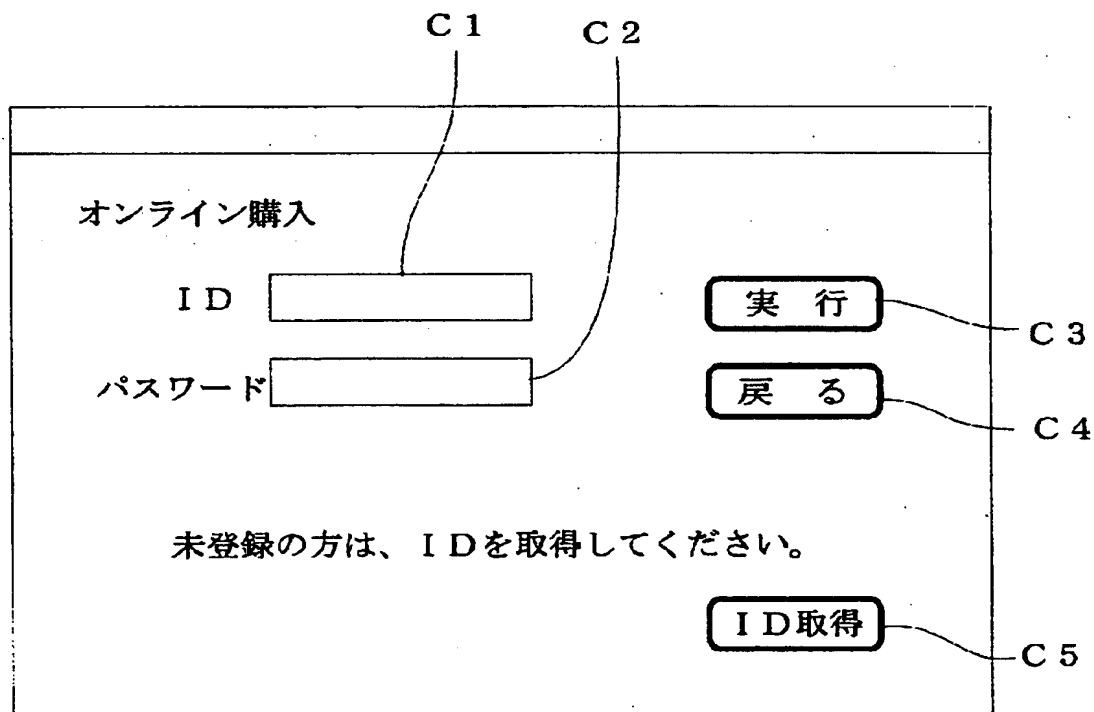 C1 C2
オンライン購入
ID 実 行
C3
パスワード 戻 る
C4
未登録の方は、IDを取得してください。
ID取得
C5